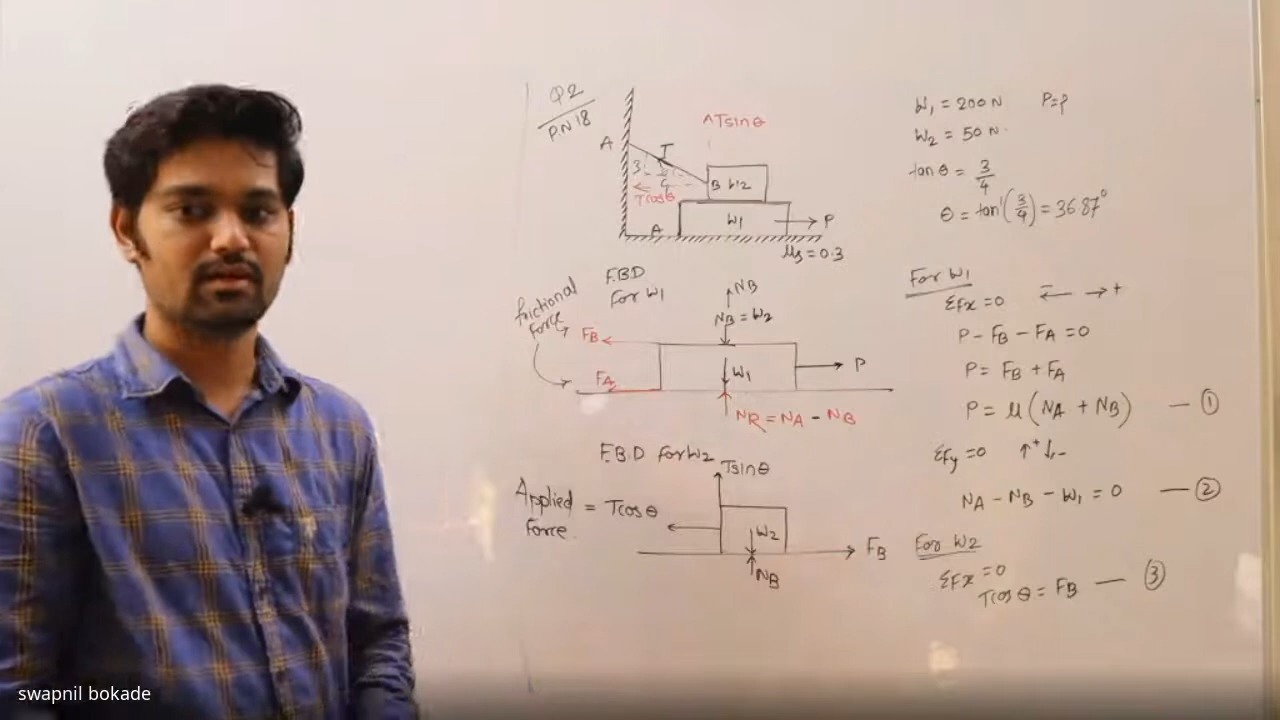 Q2
P.N 18
A
T
3
4
Tcosθ
Tsinθ
B W2
W1
P
A
μs = 0.3
F.B.D
For W1
frictional
force
NB
NB = W2
FB
FA
W1
P
NR = NA - NB
F.B.D for W2
Tsinθ
Applied = Tcosθ
Force
W2
FB
NB
W1 = 200 N P=?
W2 = 50 N.
tan θ = 3/4
θ = tan⁻¹(3/4) = 36.87°
For W1
ΣFx = 0 ← - → +
P - FB - FA = 0
P = FB + FA
P = μ (NA + NB) — ①
ΣFy = 0 ↑+ ↓-
NA - NB - W1 = 0 — ②
For W2
ΣFx = 0
Tcos θ = FB — ③
swapnil bokade